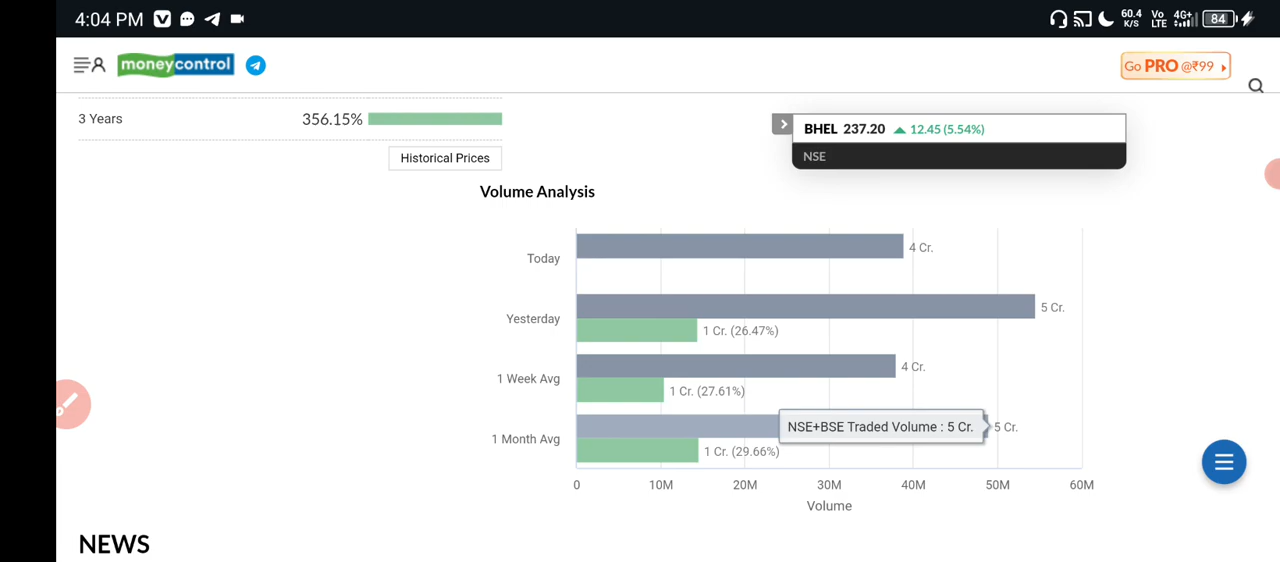 4:04 PM
60.4 K/S Vo LTE 4G+ 84
moneycontrol
Go PRO @₹99
3 Years 356.15%
BHEL 237.20 12.45 (5.54%)
NSE
Historical Prices
Volume Analysis
Today 4 Cr.
Yesterday 5 Cr.
1 Cr. (26.47%)
1 Week Avg 4 Cr.
1 Cr. (27.61%)
1 Month Avg NSE+BSE Traded Volume : 5 Cr. 5 Cr.
1 Cr. (29.66%)
0 10M 20M 30M 40M 50M 60M
Volume
NEWS